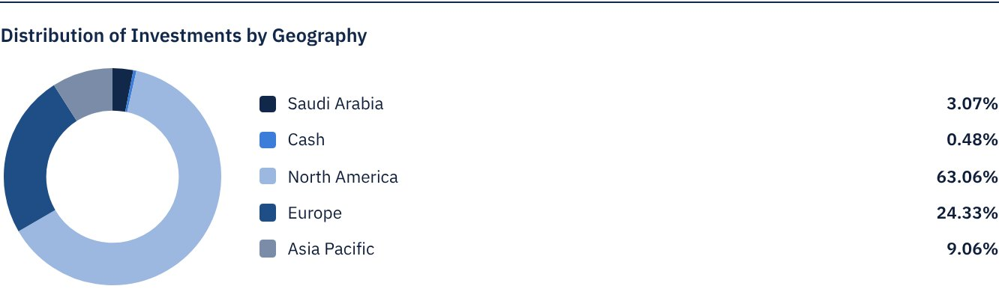 Distribution of Investments by Geography
Saudi Arabia 3.07%
Cash 0.48%
North America 63.06%
Europe 24.33%
Asia Pacific 9.06%